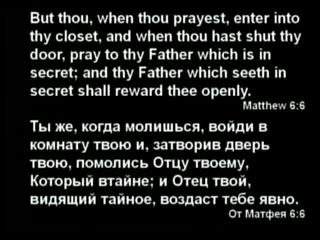 But thou, when thou prayest, enter into
thy closet, and when thou hast shut thy
door, pray to thy Father which is in
secret; and thy Father which seeth in
secret shall reward thee openly.
Matthew 6:6
Ты же, когда молишься, войди в
комнату твою и, затворив дверь
твою, помолись Отцу твоему,
Который втайне; и Отец твой,
видящий тайное, воздаст тебе явно.
От Матфея 6:6